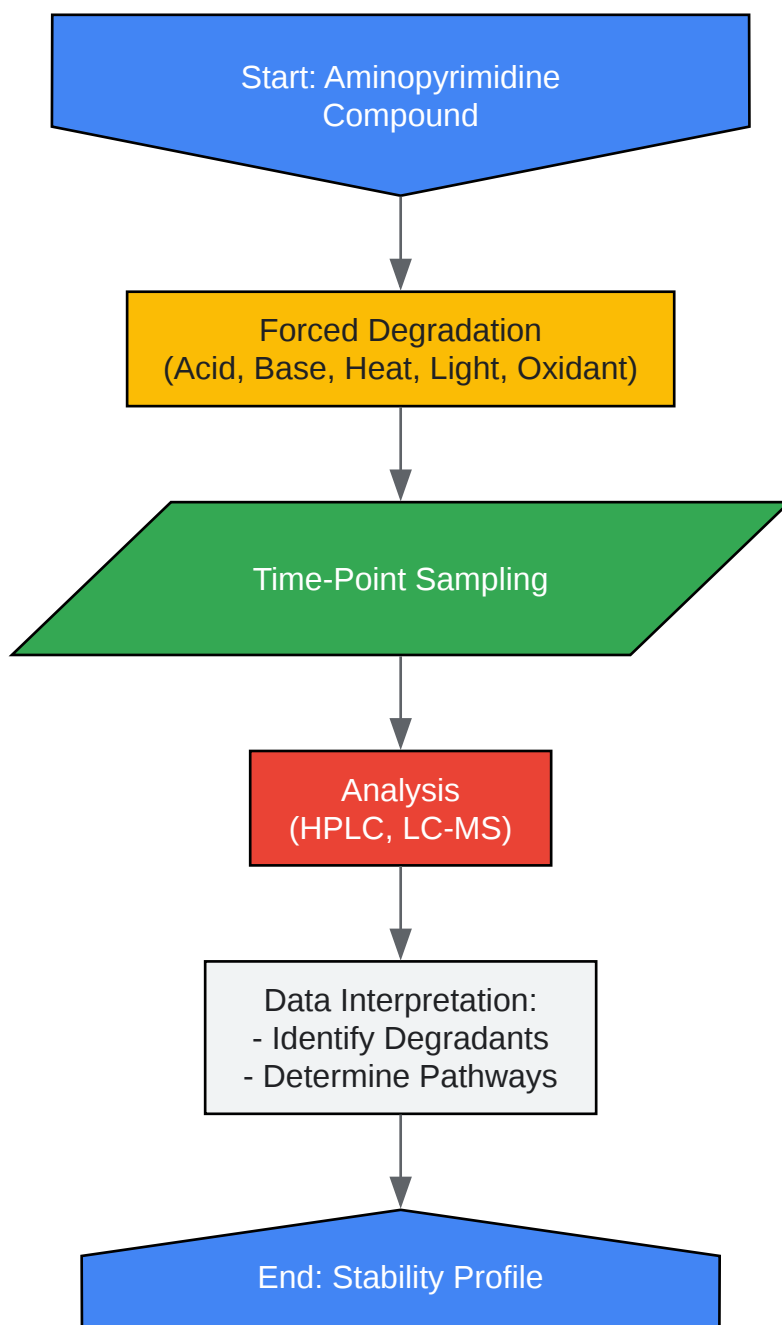 Start: Aminopyrimidine
Compound
Forced Degradation
(Acid, Base, Heat, Light, Oxidant)
Time-Point Sampling
Analysis
(HPLC, LC-MS)
Data Interpretation:
- Identify Degradants
- Determine Pathways
End: Stability Profile